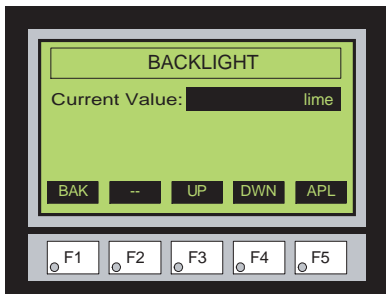 BACKLIGHT
Current Value: lime
BAK -- UP DWN APL
F1 F2 F3 F4 F5